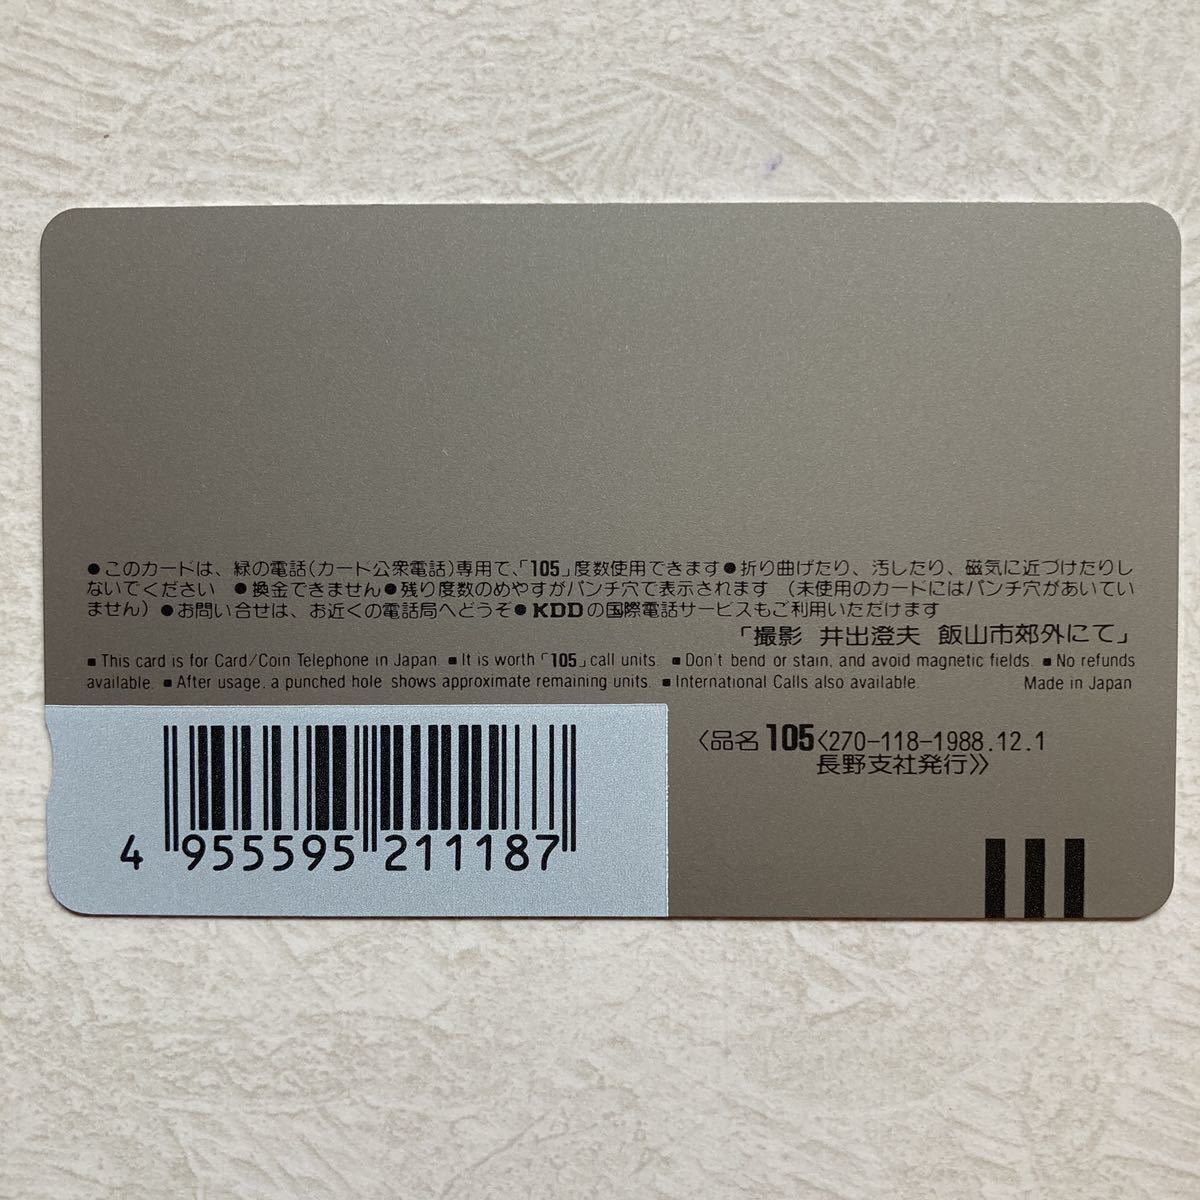 ●このカードは、緑の電話(カード公衆電話)専用で、「105」度数使用できます●折り曲げたり、汚したり、磁気に近づけたりし
ないでください ●換金できません●残り度数のめやすがパンチ穴で表示されます (未使用のカードにはパンチ穴があいてい
ません)●お問い合せは、お近くの電話局へどうぞ●KDDの国際電話サービスもご利用いただけます
「撮影 井出澄夫 飯山市郊外にて」
■This card is for Card/Coin Telephone in Japan ■It is worth「105」call units. ■Don't bend or stain, and avoid magnetic fields. ■No refunds
available. ■After usage, a punched hole shows approximate remaining units. ■International Calls also available. Made in Japan
〈品名105〈270-118-1988.12.1
長野支社発行〉〉
4 955595 211187